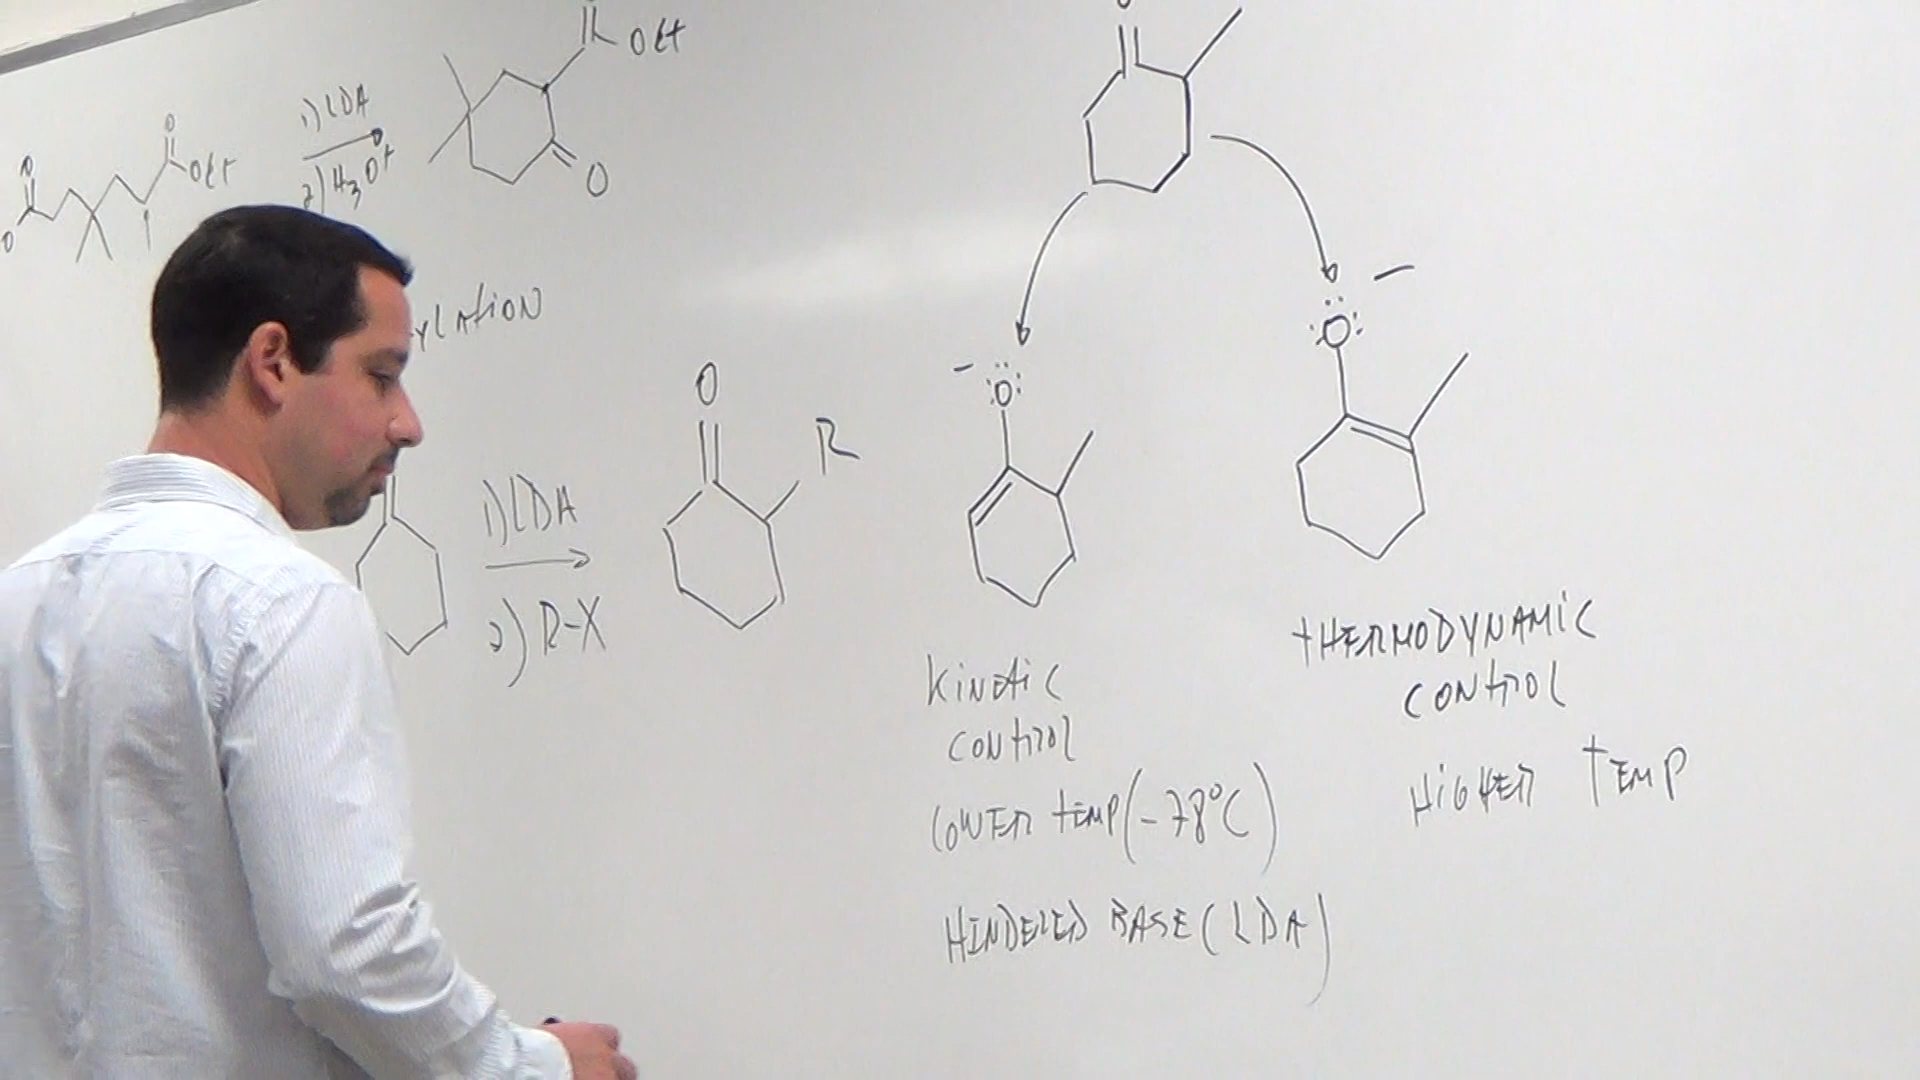 O
OEt
O
O
OEt
1) LDA
2) H3O+
O
O
ylation
1) LDA
2) R-X
O
R
O
- :O:
:O: -
Kinetic
control
Lower temp (-78°C)
Hindered Base (LDA)
Thermodynamic
control
Higher temp